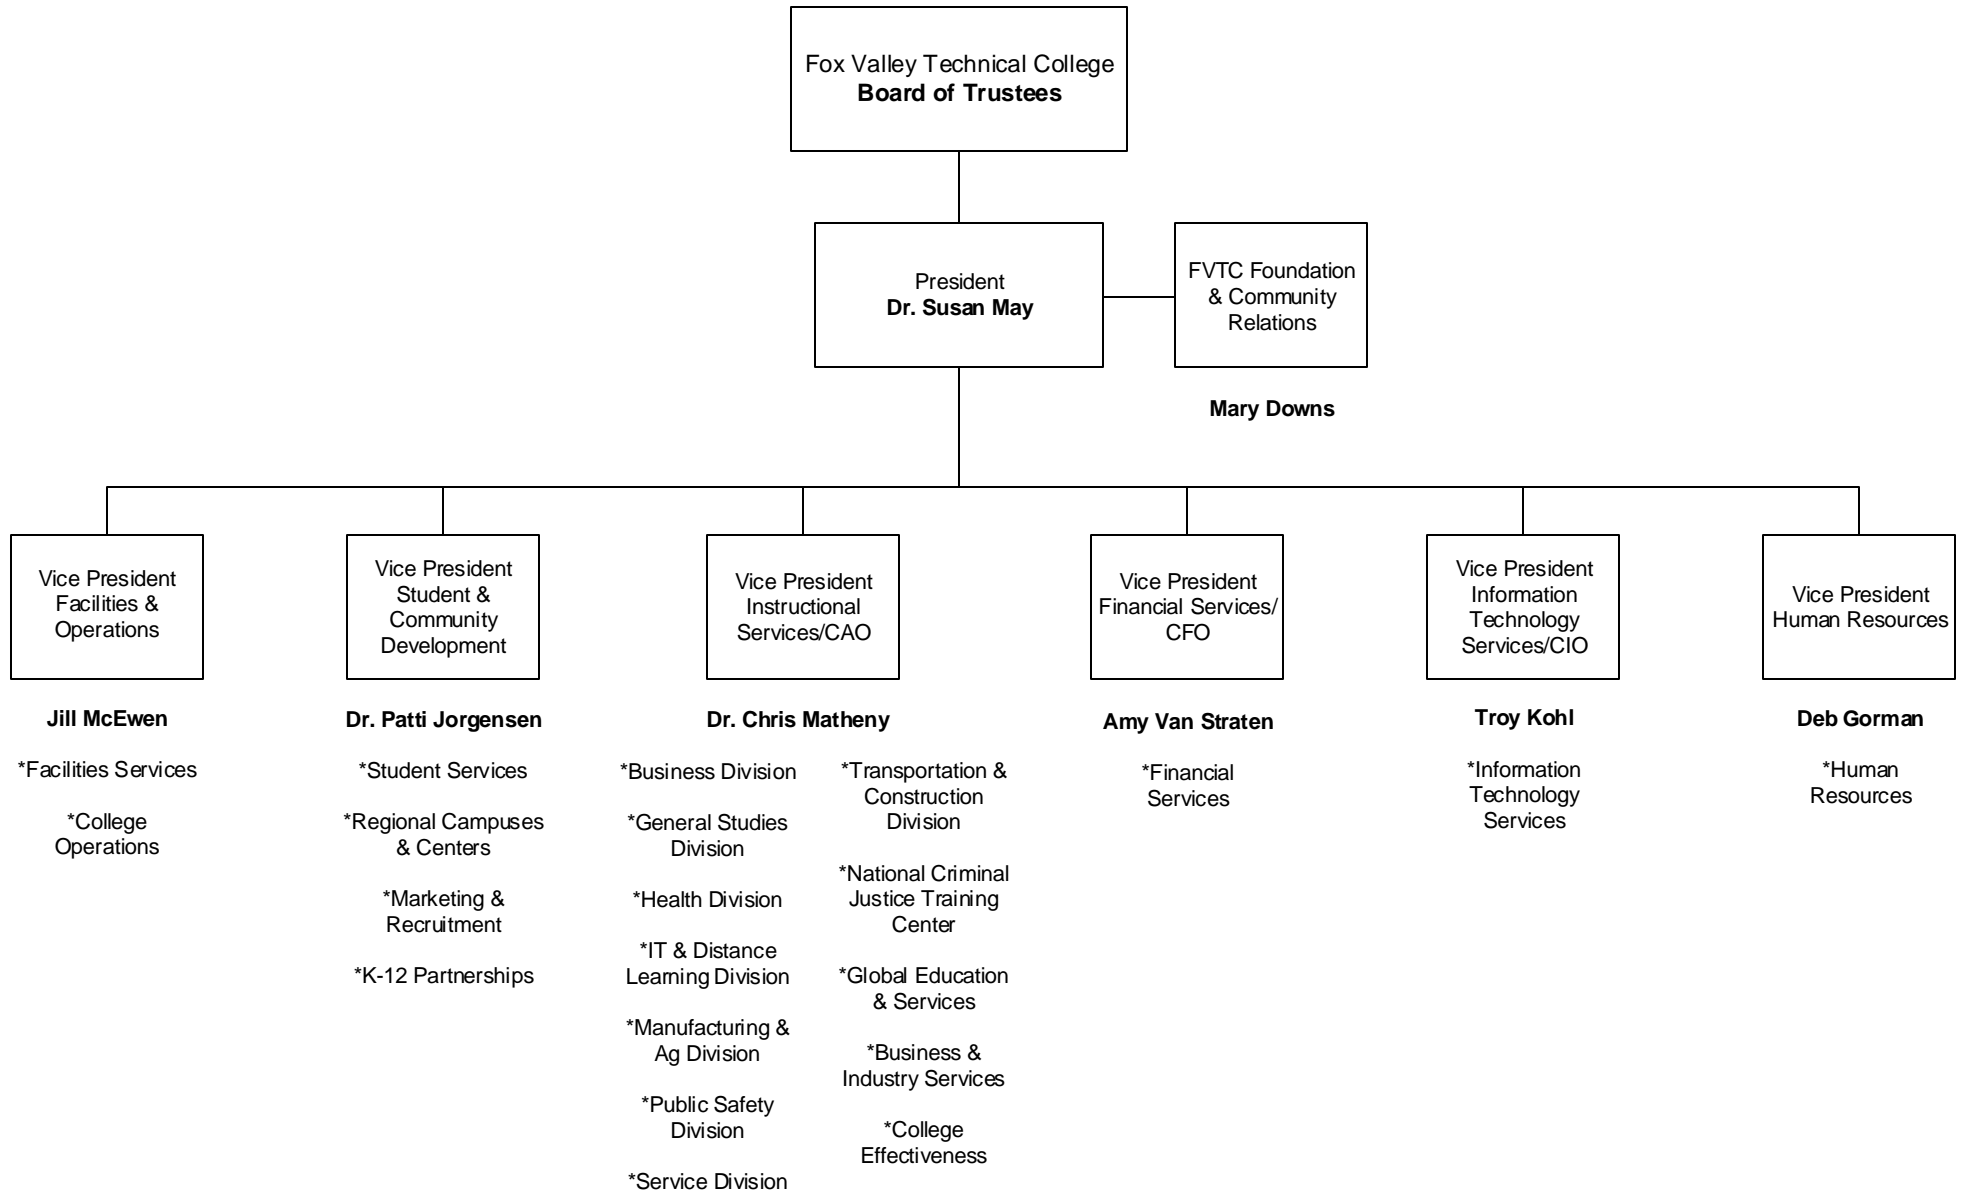 Fox Valley Technical College
Board of Trustees
President
Dr. Susan May
FVTC Foundation
& Community
Relations
Mary Downs
Vice President
Facilities &
Operations
Jill McEwen
*Facilities Services
*College
Operations
Vice President
Student &
Community
Development
Dr. Patti Jorgensen
*Student Services
*Regional Campuses
& Centers
*Marketing &
Recruitment
*K-12 Partnerships
Vice President
Instructional
Services/CAO
Dr. Chris Matheny
*Business Division
*General Studies
Division
*Health Division
*IT & Distance
Learning Division
*Manufacturing &
Ag Division
*Public Safety
Division
*Service Division
*Transportation &
Construction
Division
*National Criminal
Justice Training
Center
*Global Education
& Services
*Business &
Industry Services
*College
Effectiveness
Vice President
Financial Services/
CFO
Amy Van Straten
*Financial
Services
Vice President
Information
Technology
Services/CIO
Troy Kohl
*Information
Technology
Services
Vice President
Human Resources
Deb Gorman
*Human
Resources